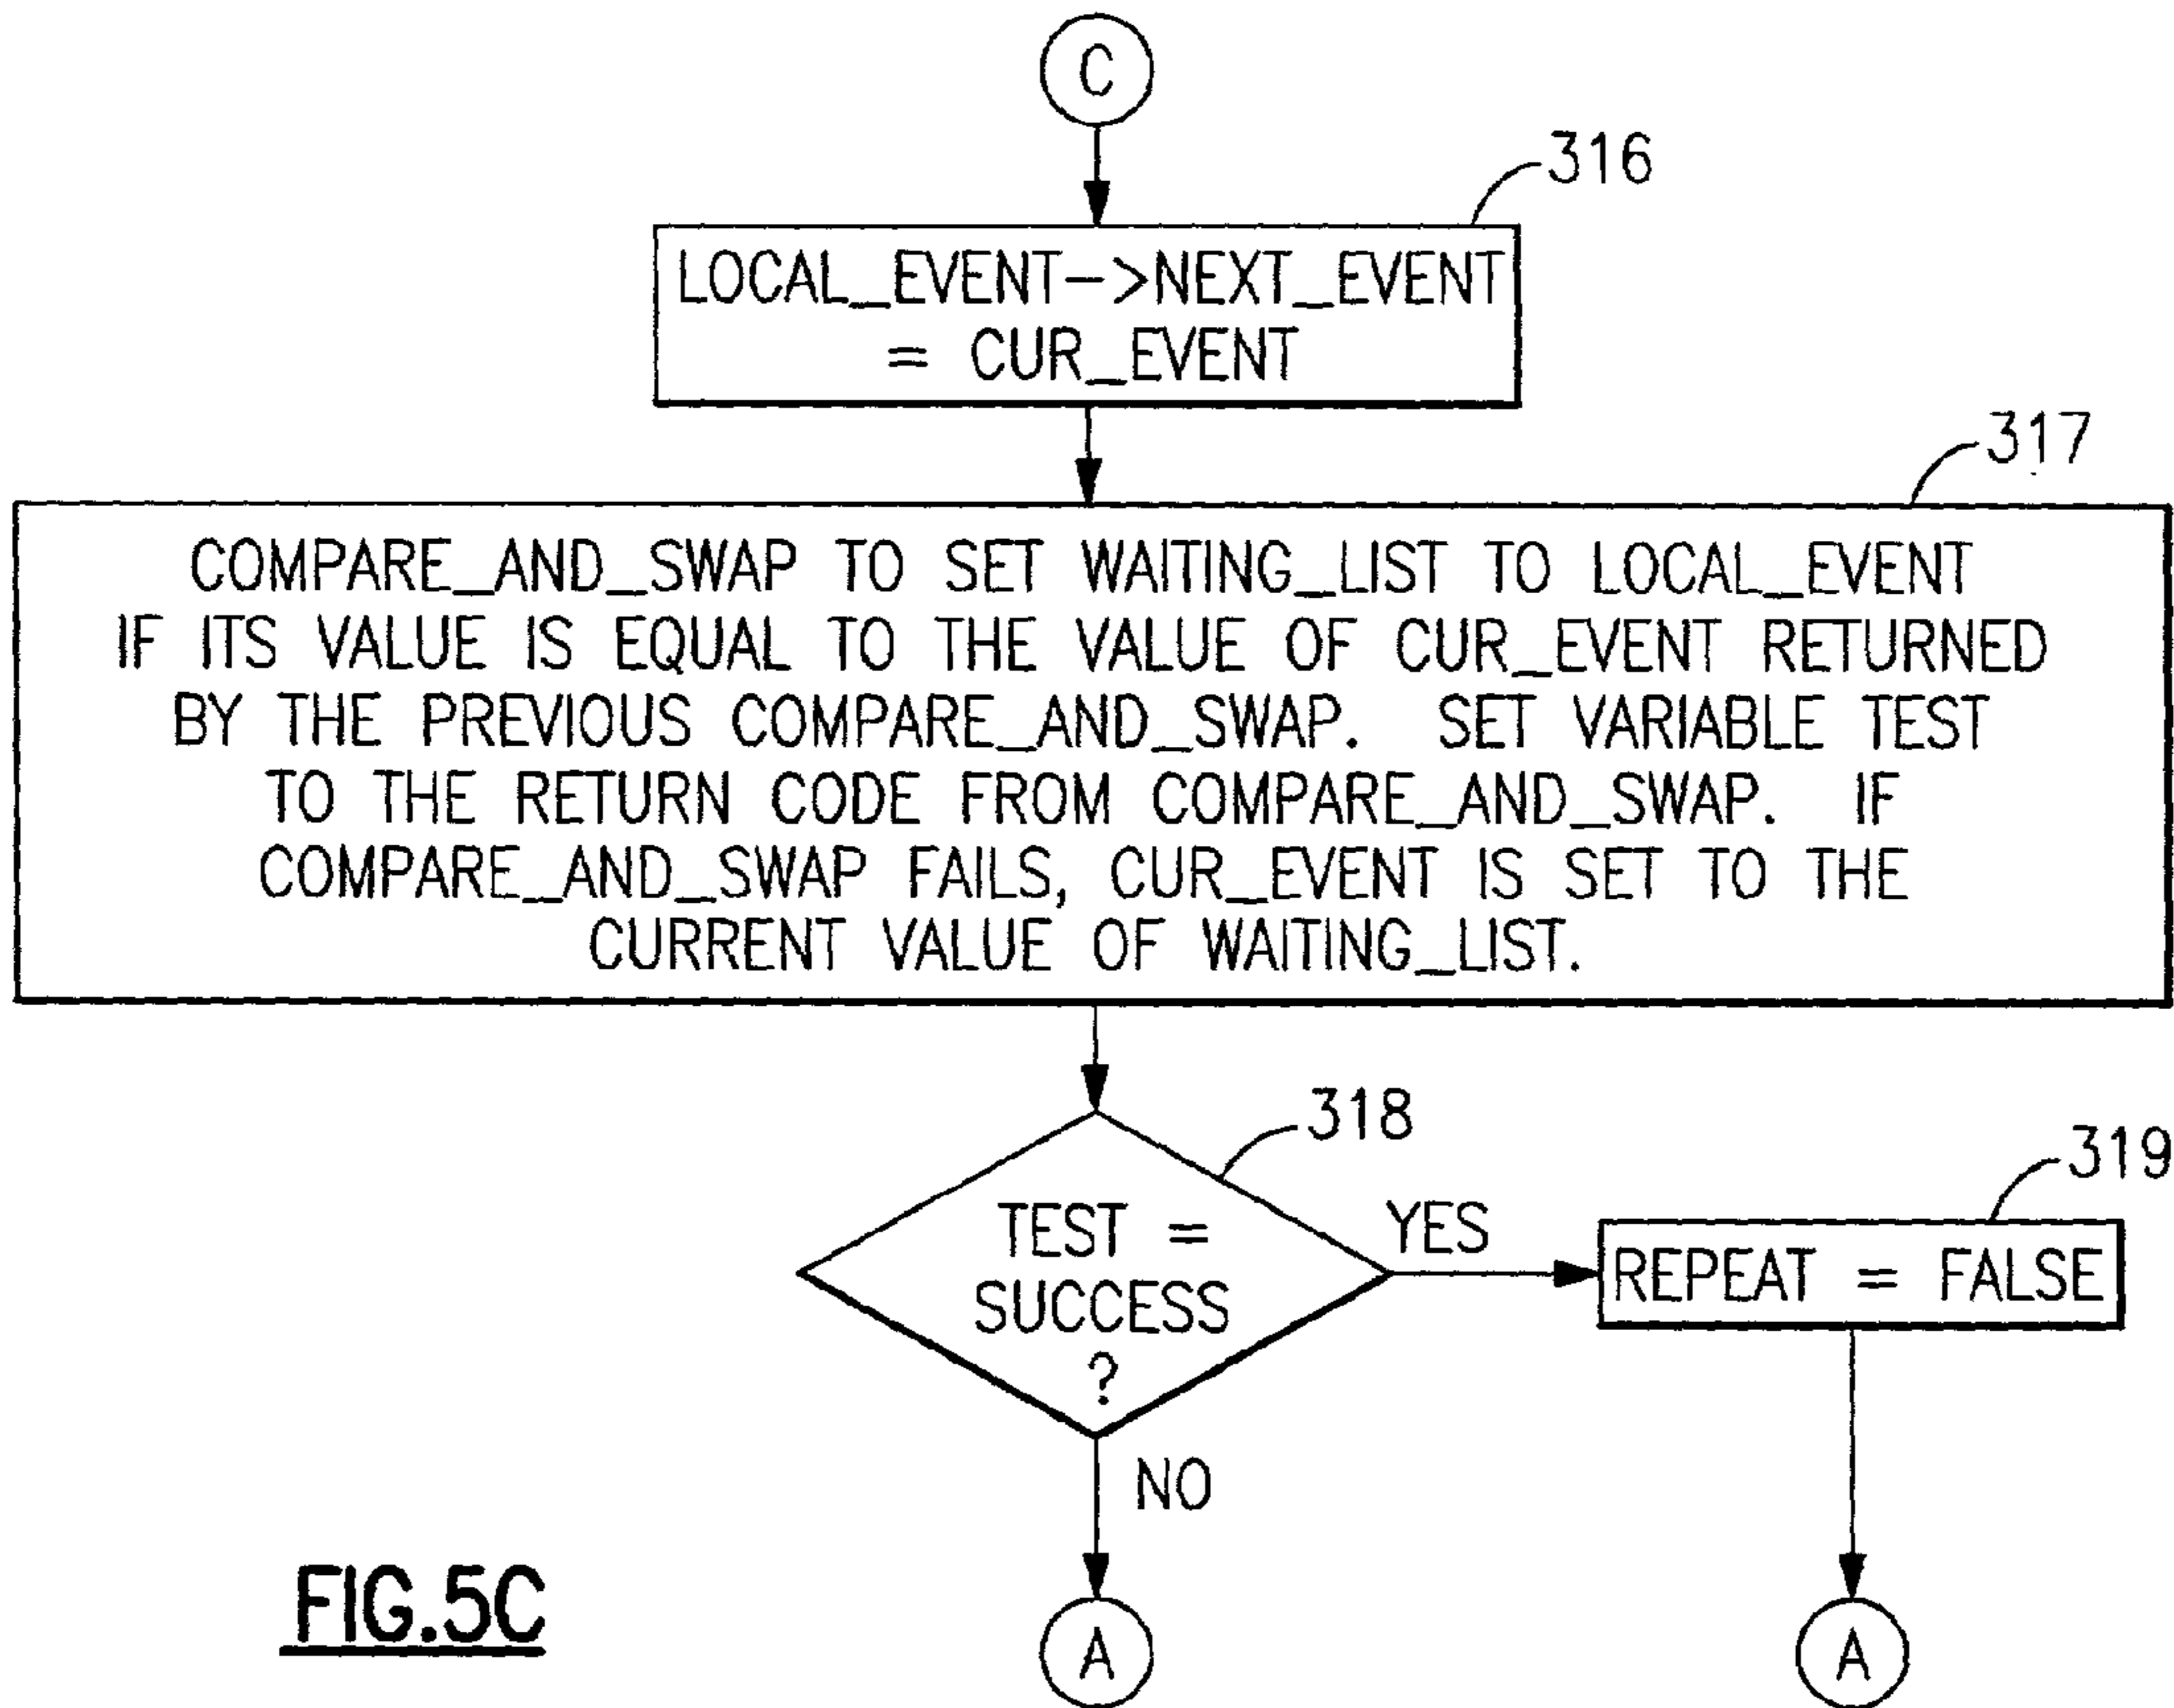 C
316
LOCAL_EVENT->NEXT_EVENT
= CUR_EVENT
317
COMPARE_AND_SWAP TO SET WAITING_LIST TO LOCAL_EVENT
IF ITS VALUE IS EQUAL TO THE VALUE OF CUR_EVENT RETURNED
BY THE PREVIOUS COMPARE_AND_SWAP. SET VARIABLE TEST
TO THE RETURN CODE FROM COMPARE_AND_SWAP. IF
COMPARE_AND_SWAP FAILS, CUR_EVENT IS SET TO THE
CURRENT VALUE OF WAITING_LIST.
318
TEST =
SUCCESS
?
YES
319
REPEAT = FALSE
NO
A
A
FIG.5C